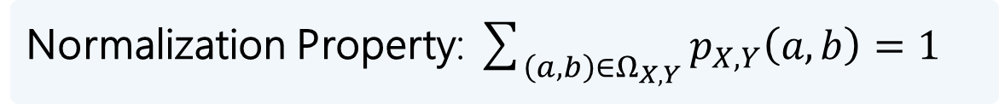 Normalization Property: ∑_{(a,b)∈Ω_{X,Y}} p_{X,Y}(a, b) = 1